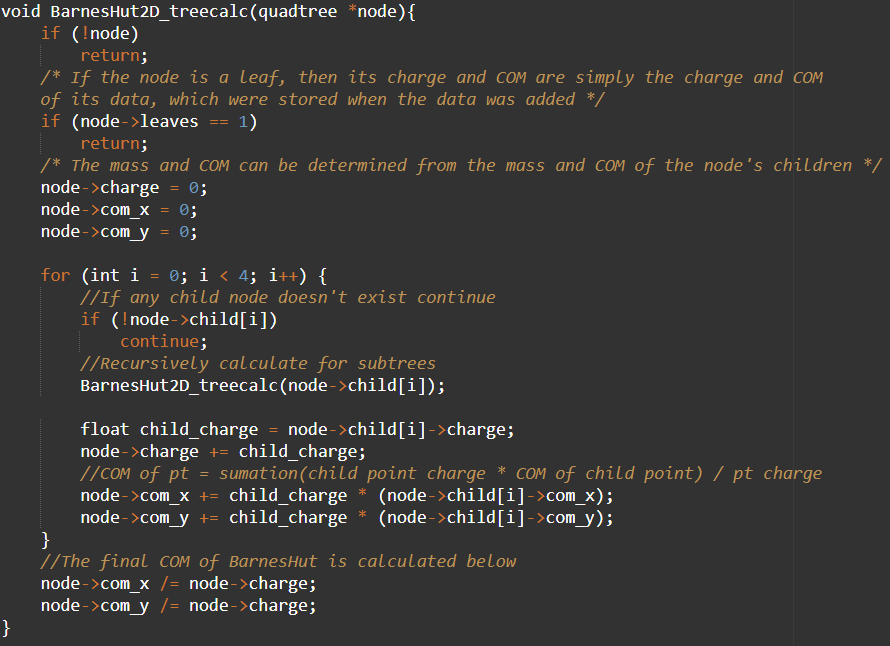 void BarnesHut2D_treecalc(quadtree *node){
    if (!node)
        return;
    /* If the node is a leaf, then its charge and COM are simply the charge and COM
    of its data, which were stored when the data was added */
    if (node->leaves == 1)
        return;
    /* The mass and COM can be determined from the mass and COM of the node's children */
    node->charge = 0;
    node->com_x = 0;
    node->com_y = 0;

    for (int i = 0; i < 4; i++) {
        //If any child node doesn't exist continue
        if (!node->child[i])
            continue;
        //Recursively calculate for subtrees
        BarnesHut2D_treecalc(node->child[i]);

        float child_charge = node->child[i]->charge;
        node->charge += child_charge;
        //COM of pt = sumation(child point charge * COM of child point) / pt charge
        node->com_x += child_charge * (node->child[i]->com_x);
        node->com_y += child_charge * (node->child[i]->com_y);
    }
    //The final COM of BarnesHut is calculated below
    node->com_x /= node->charge;
    node->com_y /= node->charge;
}